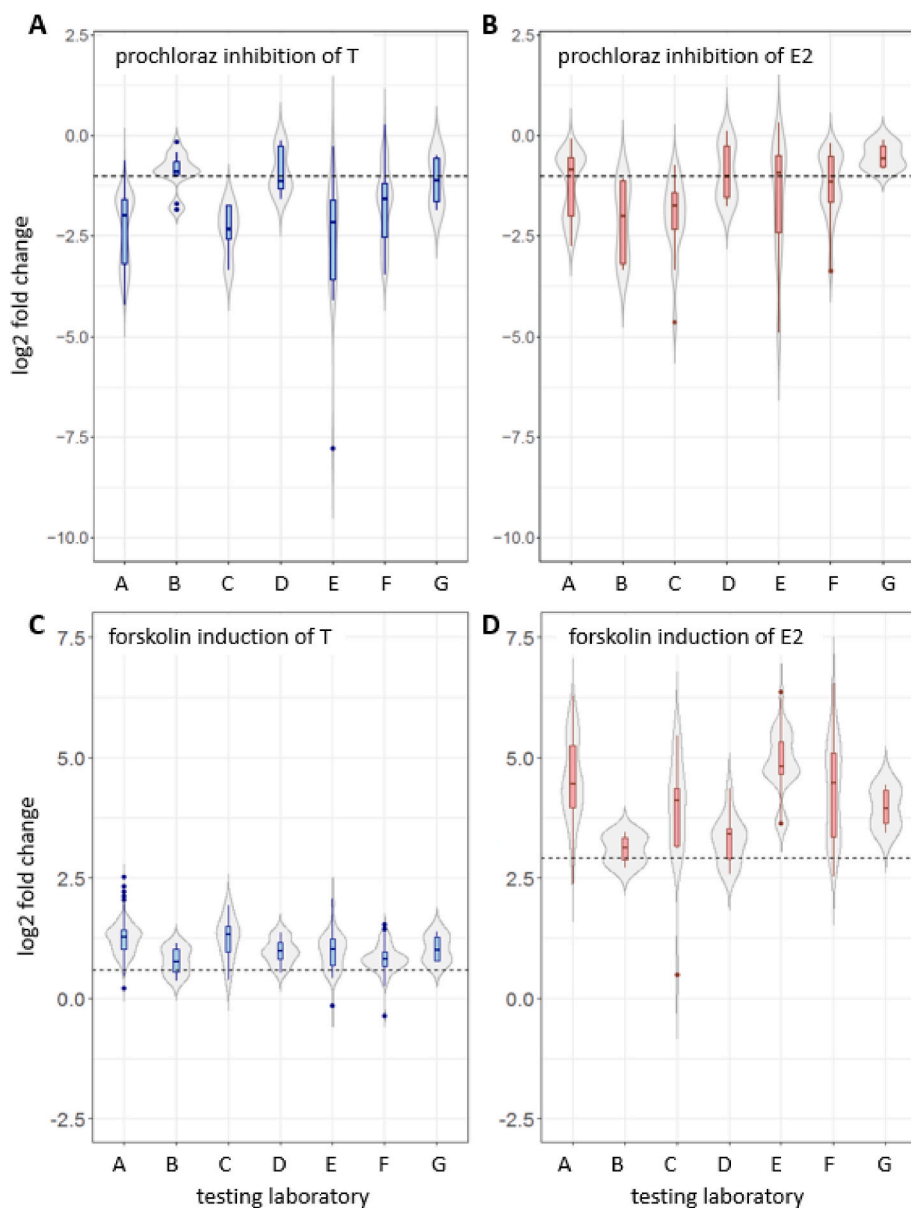 A
prochloraz inhibition of T
2.5
0.0
−2.5
−5.0
−7.5
−10.0
log2 fold change
A B C D E F G
B
prochloraz inhibition of E2
2.5
0.0
−2.5
−5.0
−7.5
−10.0
A B C D E F G
C
forskolin induction of T
7.5
5.0
2.5
0.0
-2.5
log2 fold change
A B C D E F G
testing laboratory
D
forskolin induction of E2
7.5
5.0
2.5
0.0
-2.5
A B C D E F G
testing laboratory